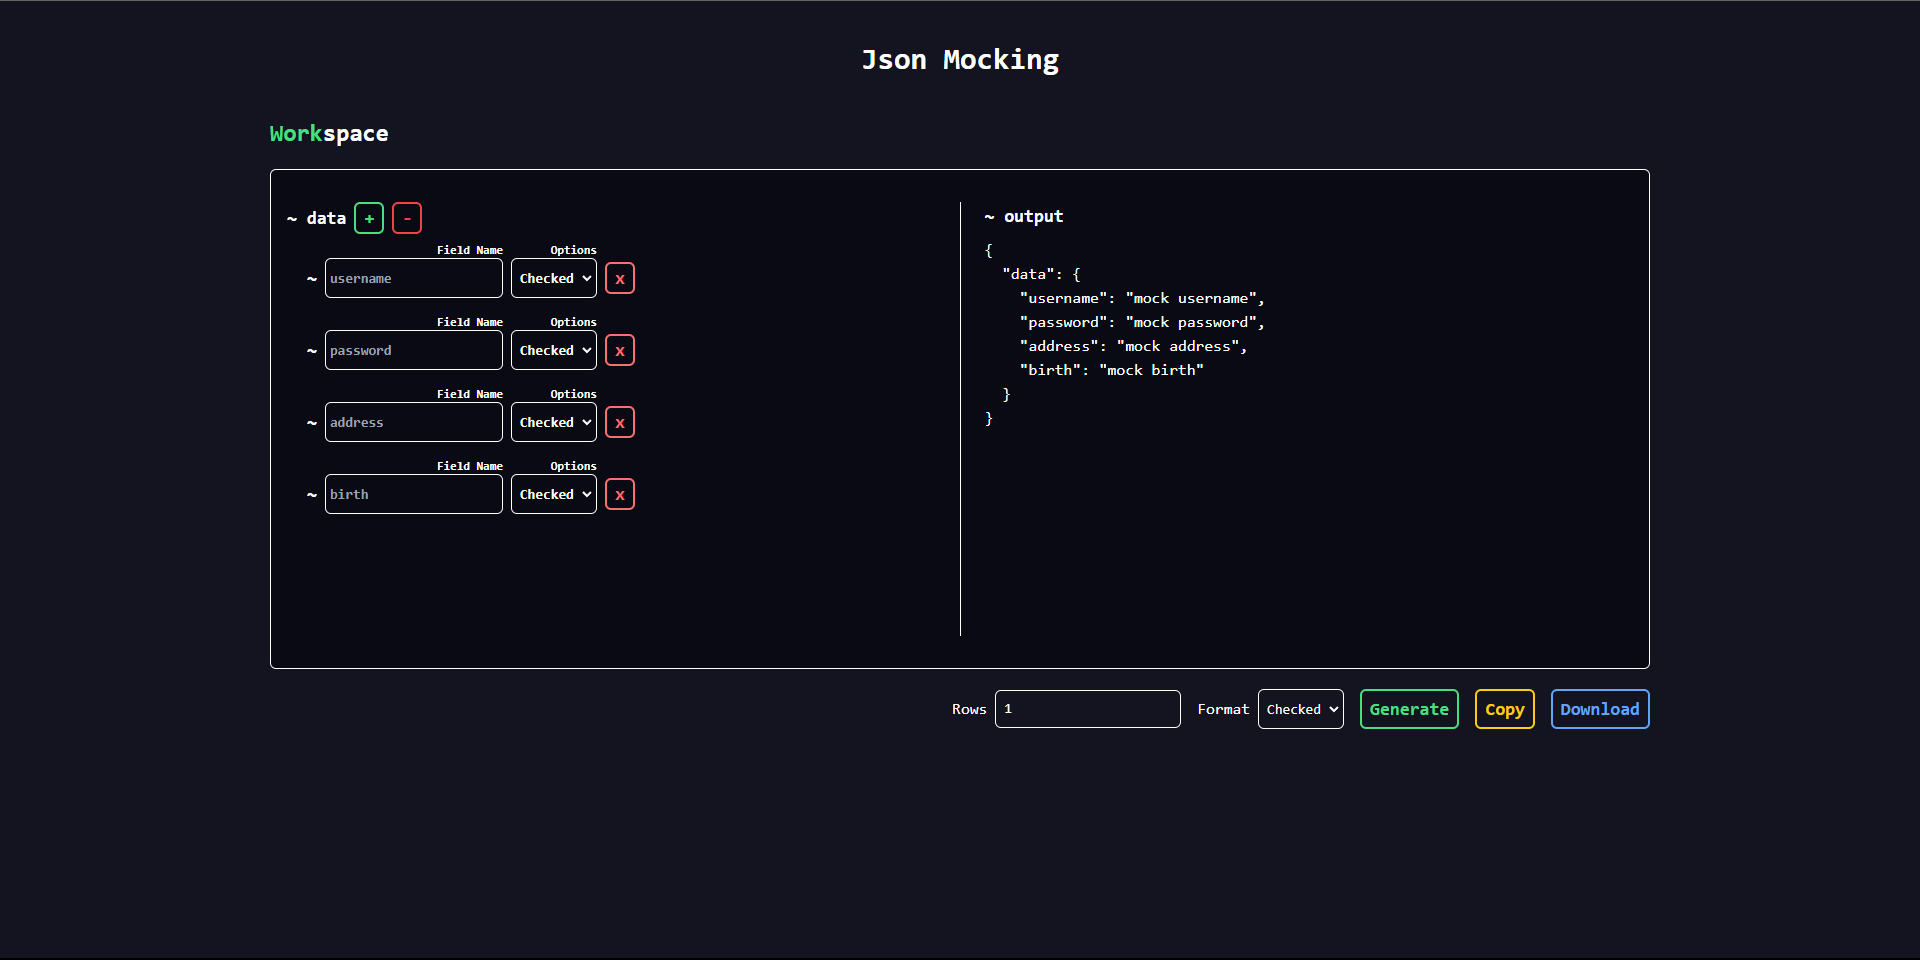 Json Mocking
Workspace
~ data + -
Field Name Options
~ username Checked x
Field Name Options
~ password Checked x
Field Name Options
~ address Checked x
Field Name Options
~ birth Checked x
~ output
{
"data": {
"username": "mock username",
"password": "mock password",
"address": "mock address",
"birth": "mock birth"
}
}
Rows 1 Format Checked Generate Copy Download